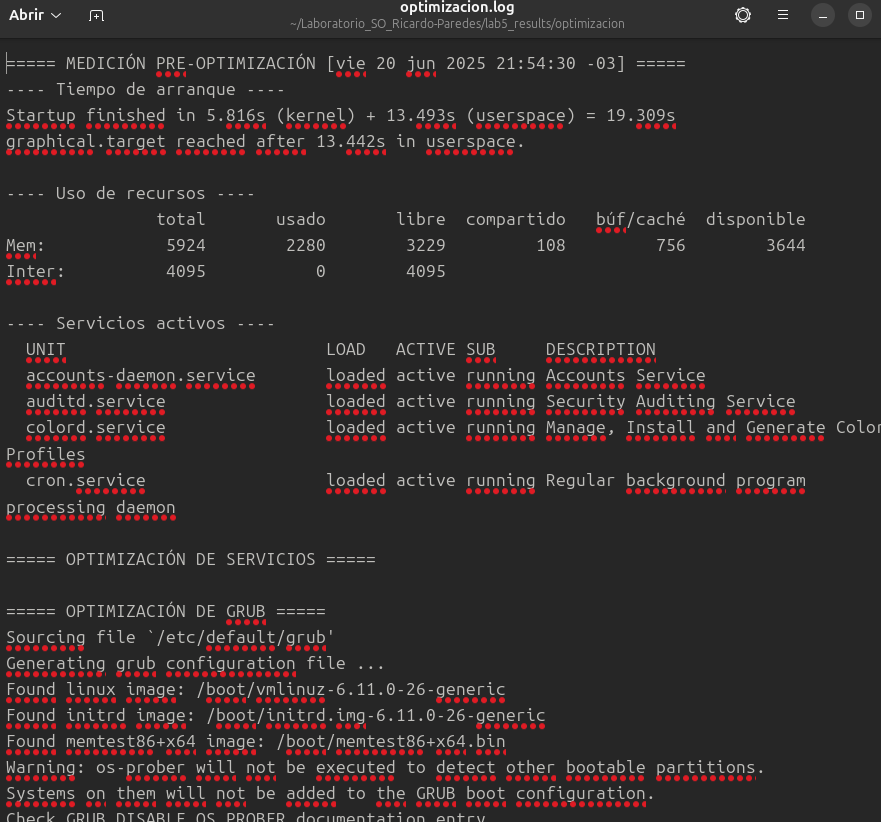 Abrir
optimizacion.log
~/Laboratorio_SO_Ricardo-Paredes/lab5_results/optimizacion
===== MEDICIÓN PRE-OPTIMIZACIÓN [vie 20 jun 2025 21:54:30 -03] =====
---- Tiempo de arranque ----
Startup finished in 5.816s (kernel) + 13.493s (userspace) = 19.309s
graphical.target reached after 13.442s in userspace.

---- Uso de recursos ----
               total       usado       libre  compartido   búf/caché  disponible
Mem:            5924        2280        3229         108         756        3644
Inter:          4095           0        4095

---- Servicios activos ----
  UNIT                          LOAD   ACTIVE SUB     DESCRIPTION
  accounts-daemon.service       loaded active running Accounts Service
  auditd.service                loaded active running Security Auditing Service
  colord.service                loaded active running Manage, Install and Generate Color
Profiles
  cron.service                  loaded active running Regular background program
processing daemon

===== OPTIMIZACIÓN DE SERVICIOS =====

===== OPTIMIZACIÓN DE GRUB =====
Sourcing file `/etc/default/grub'
Generating grub configuration file ...
Found linux image: /boot/vmlinuz-6.11.0-26-generic
Found initrd image: /boot/initrd.img-6.11.0-26-generic
Found memtest86+x64 image: /boot/memtest86+x64.bin
Warning: os-prober will not be executed to detect other bootable partitions.
Systems on them will not be added to the GRUB boot configuration.
Check GRUB_DISABLE_OS_PROBER documentation entry.